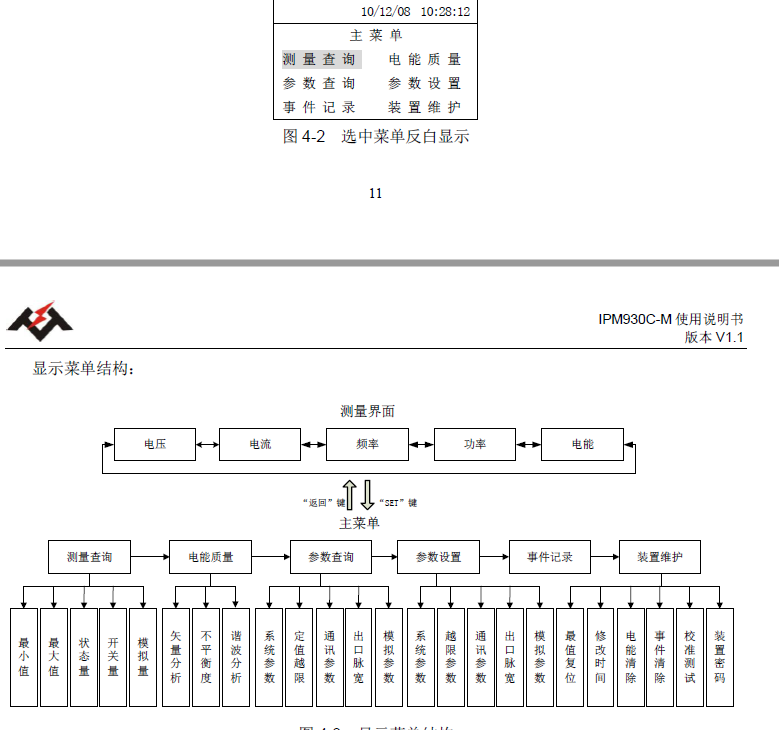 10/12/08 10:28:12
主 菜 单
测 量 查 询 电 能 质 量
参 数 查 询 参 数 设 置
事 件 记 录 装 置 维 护
图 4-2 选中菜单反白显示
11
IPM930C-M 使用说明书
版本 V1.1
显示菜单结构：
测量界面
电压 电流 频率 功率 电能
“返回”键 “SET”键
主菜单
测量查询 电能质量 参数查询 参数设置 事件记录 装置维护
最小值
最大值
状态量
开关量
模拟量
矢量分析
不平衡度
谐波分析
系统参数
定值越限
通讯参数
出口脉宽
模拟参数
系统参数
越限参数
通讯参数
出口脉宽
模拟参数
最值复位
修改时间
电能清除
事件清除
校准测试
装置密码